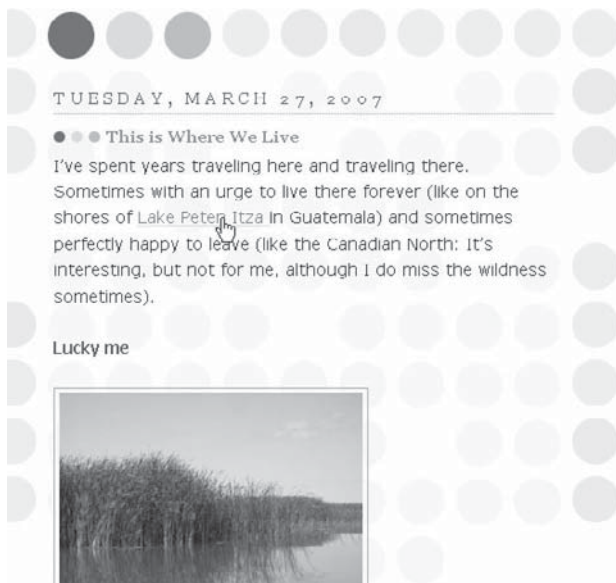 TUESDAY, MARCH 27, 2007
This is Where We Live
I've spent years traveling here and traveling there.
Sometimes with an urge to live there forever (like on the
shores of Lake Peten Itza in Guatemala) and sometimes
perfectly happy to leave (like the Canadian North: It's
interesting, but not for me, although I do miss the wildness
sometimes).
Lucky me